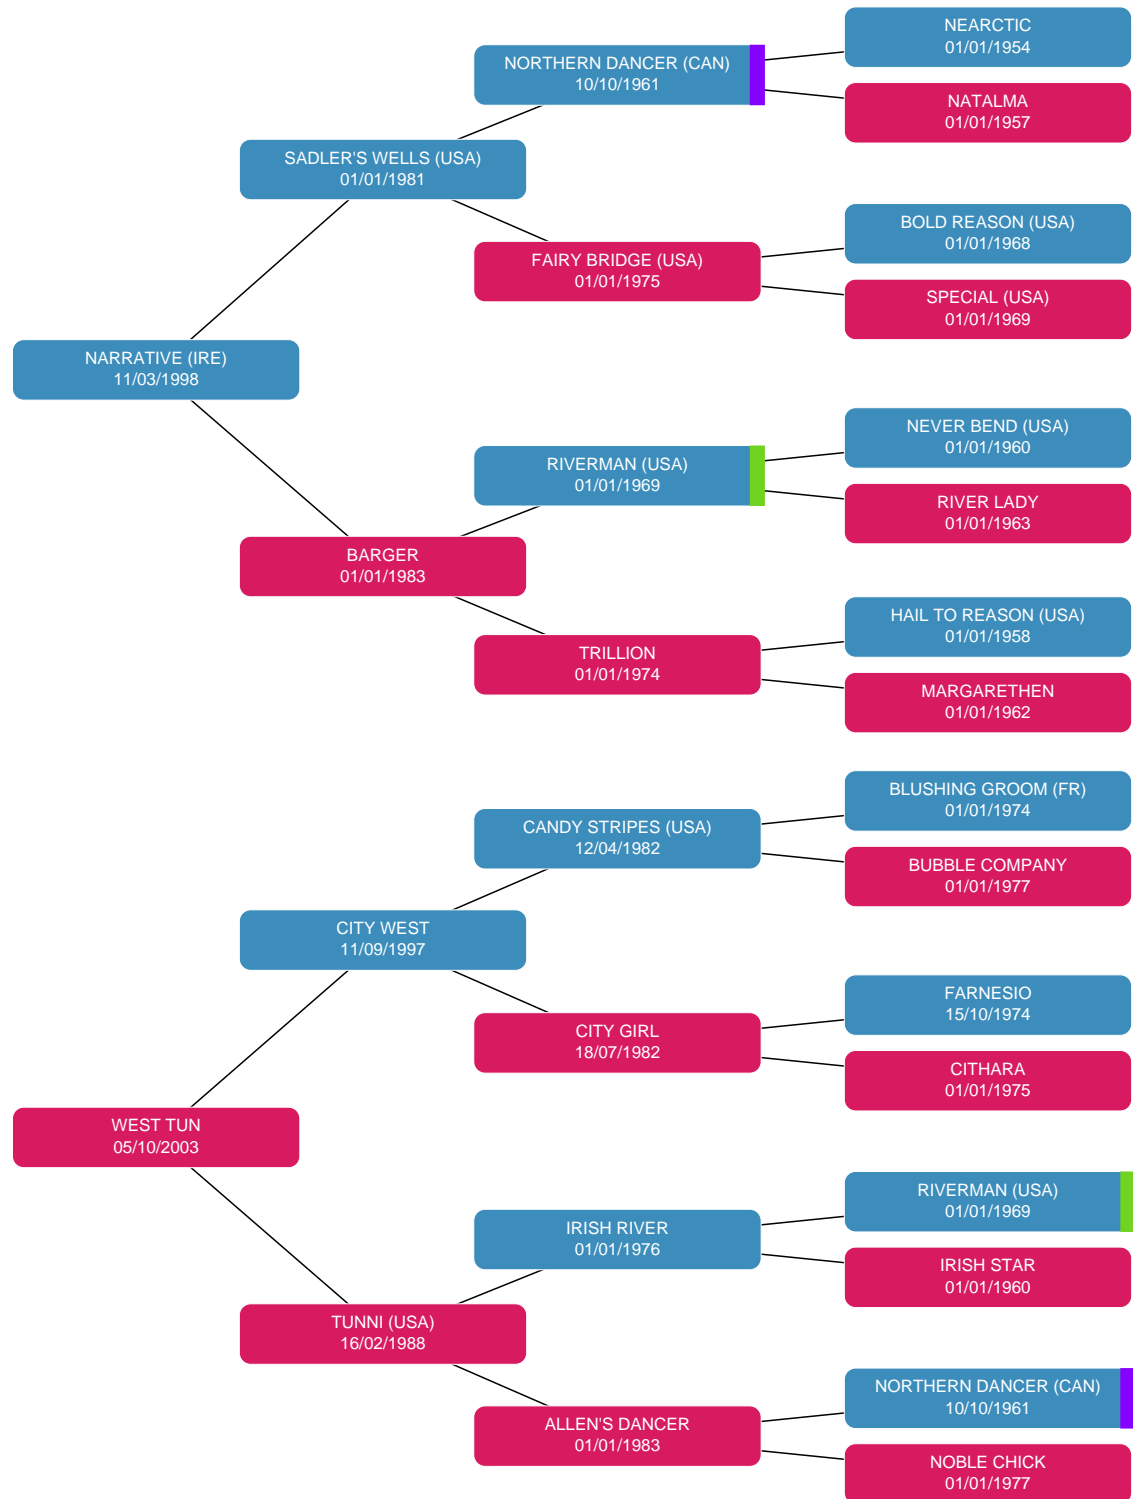 NEARCTIC
01/01/1954
NORTHERN DANCER (CAN)
10/10/1961
NATALMA
01/01/1957
SADLER'S WELLS (USA)
01/01/1981
BOLD REASON (USA)
01/01/1968
FAIRY BRIDGE (USA)
01/01/1975
SPECIAL (USA)
01/01/1969
NARRATIVE (IRE)
11/03/1998
NEVER BEND (USA)
01/01/1960
RIVERMAN (USA)
01/01/1969
RIVER LADY
01/01/1963
BARGER
01/01/1983
HAIL TO REASON (USA)
01/01/1958
TRILLION
01/01/1974
MARGARETHEN
01/01/1962
BLUSHING GROOM (FR)
01/01/1974
CANDY STRIPES (USA)
12/04/1982
BUBBLE COMPANY
01/01/1977
CITY WEST
11/09/1997
FARNESIO
15/10/1974
CITY GIRL
18/07/1982
CITHARA
01/01/1975
WEST TUN
05/10/2003
RIVERMAN (USA)
01/01/1969
IRISH RIVER
01/01/1976
IRISH STAR
01/01/1960
TUNNI (USA)
16/02/1988
NORTHERN DANCER (CAN)
10/10/1961
ALLEN'S DANCER
01/01/1983
NOBLE CHICK
01/01/1977